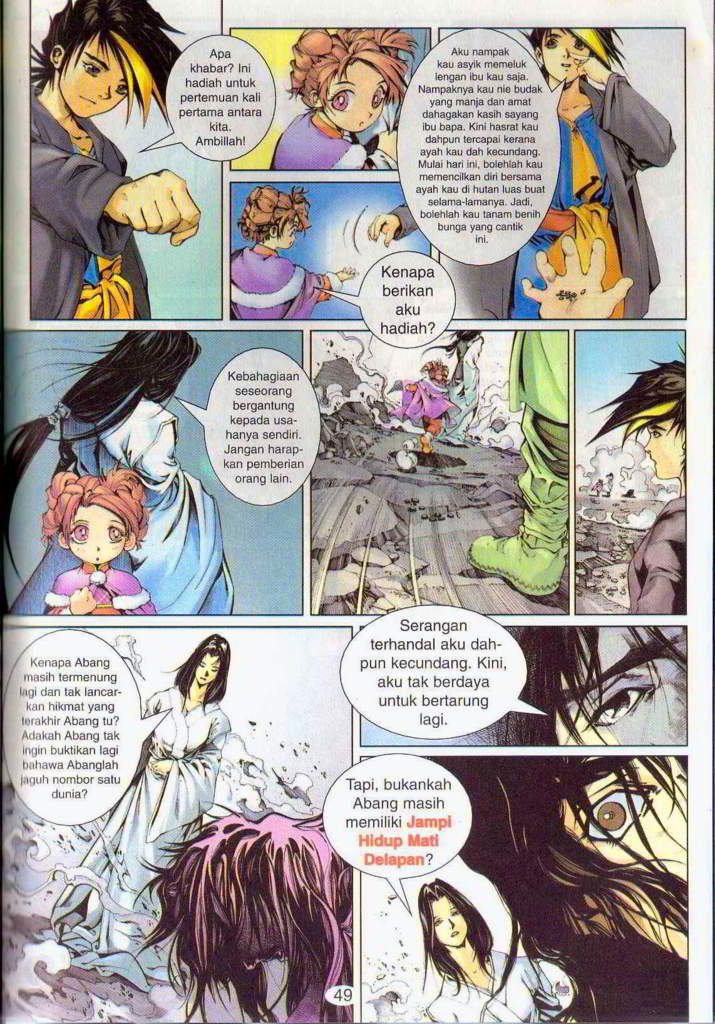 Apa
khabar? Ini
hadiah untuk
pertemuan kali
pertama antara
kita.
Ambillah!
Aku nampak
kau asyik memeluk
lengan ibu kau saja.
Nampaknya kau nie budak
yang manja dan amat
dahagakan kasih sayang
ibu bapa. Kini hasrat kau
dahpun tercapai kerana
ayah kau dah kecundang.
Mulai hari ini, bolehlah kau
memencilkan diri bersama
ayah kau di hutan luas buat
selama-lamanya. Jadi,
bolehlah kau tanam benih
bunga yang cantik
ini.
Kenapa
berikan
aku
hadiah?
Kebahagiaan
seseorang
bergantung
kepada usa-
hanya sendiri.
Jangan harap-
kan pemberian
orang lain.
Kenapa Abang
masih termenung
lagi dan tak lancar-
kan hikmat yang
terakhir Abang tu?
Adakah Abang tak
ingin buktikan lagi
bahawa Abanglah
jaguh nombor satu
dunia?
Serangan
terhandal aku dah-
pun kecundang. Kini,
aku tak berdaya
untuk bertarung
lagi.
Tapi, bukankah
Abang masih
memiliki Jampi
Hidup Mati
Delapan?
49